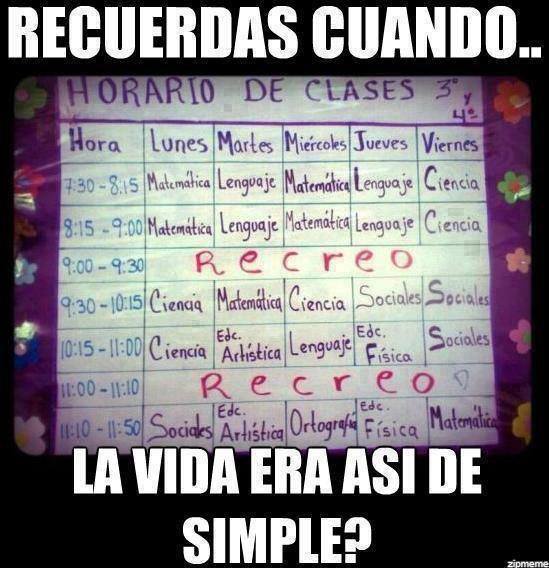 RECUERDAS CUANDO..
HORARIO DE CLASES 3° y 4º
Hora Lunes Martes Miércoles Jueves Viernes
7:30 - 8:15 Matemática Lenguaje Matemática Lenguaje Ciencia
8:15 - 9:00 Matemática Lenguaje Matemática Lenguaje Ciencia
9:00 - 9:30 Recreo
9:30 - 10:15 Ciencia Matemática Ciencia Sociales Sociales
10:15 - 11:00 Ciencia Edc. Artística Lenguaje Edc. Física Sociales
11:00 - 11:10 Recreo
11:10 - 11:50 Sociales Edc. Artística Ortografía Edc. Física Matemática
LA VIDA ERA ASI DE
SIMPLE?
zipmeme